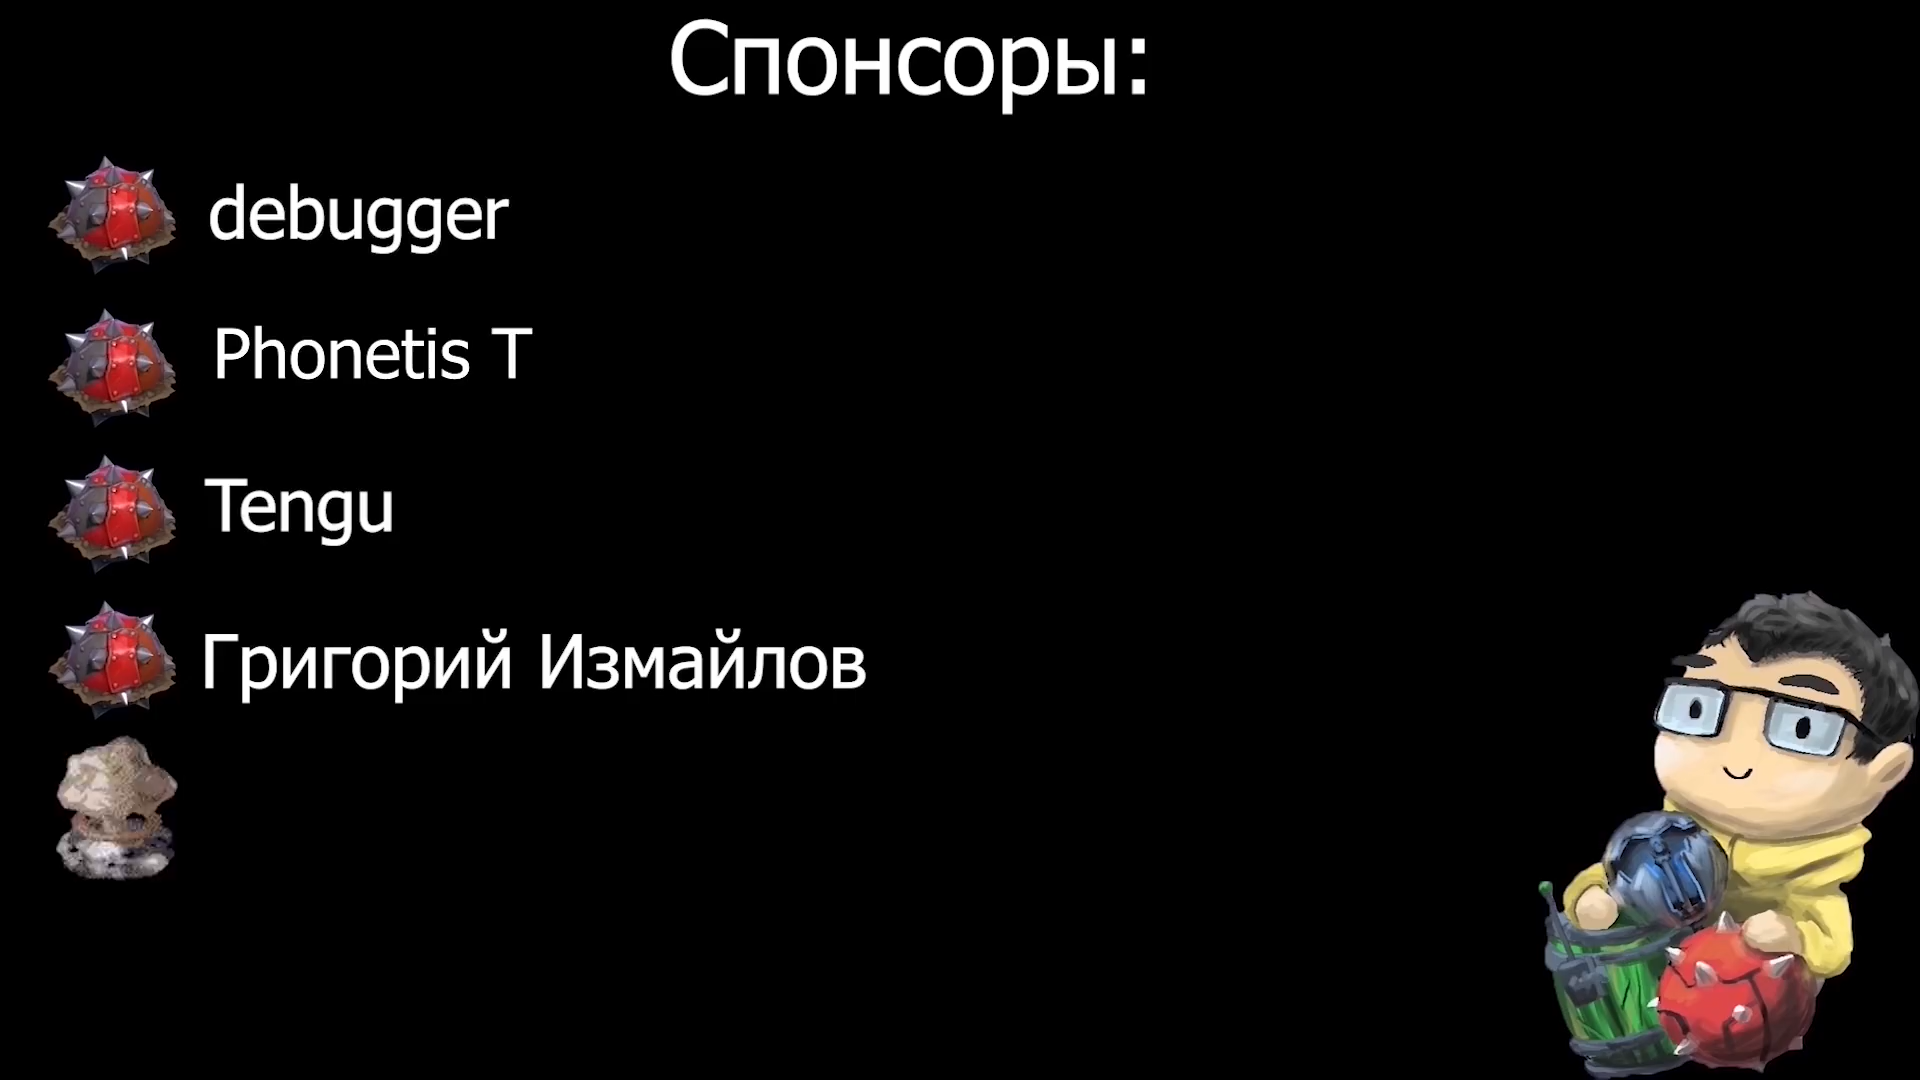 Спонсоры:
debugger
Phonetis T
Tengu
Григорий Измайлов